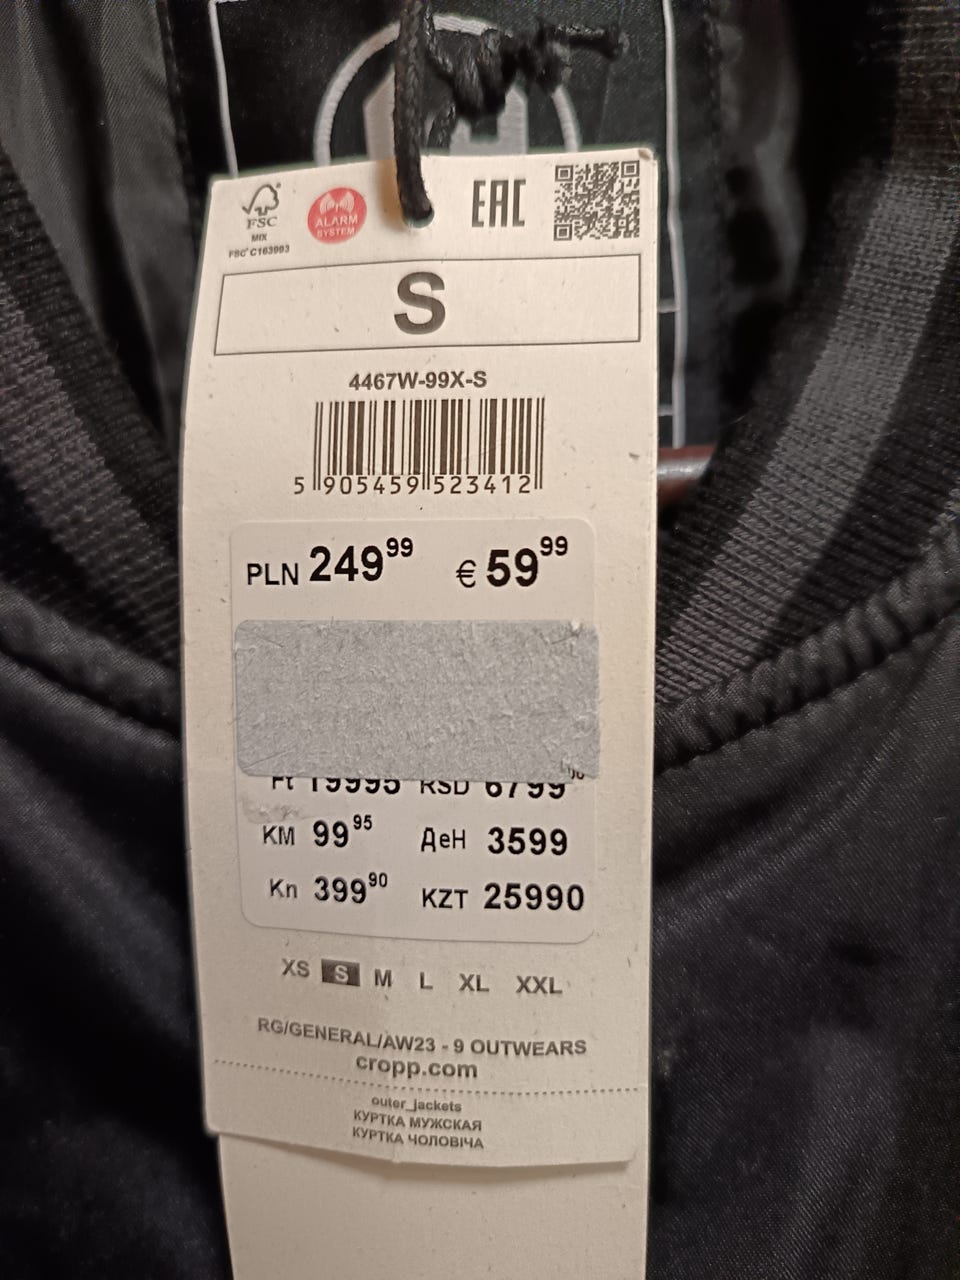 FSC®
MIX
FSC® C163993
ALARM
SYSTEM
EAC
S
4467W-99X-S
5 905459 523412
PLN 249 99 € 59 99
Ft 19995 RSD 6799
KM 99 95 ДеН 3599
Kn 399 90 KZT 25990
XS S M L XL XXL
RG/GENERAL/AW23 - 9 OUTWEARS
cropp.com
outer_jackets
КУРТКА МУЖСКАЯ
КУРТКА ЧОЛОВІЧА